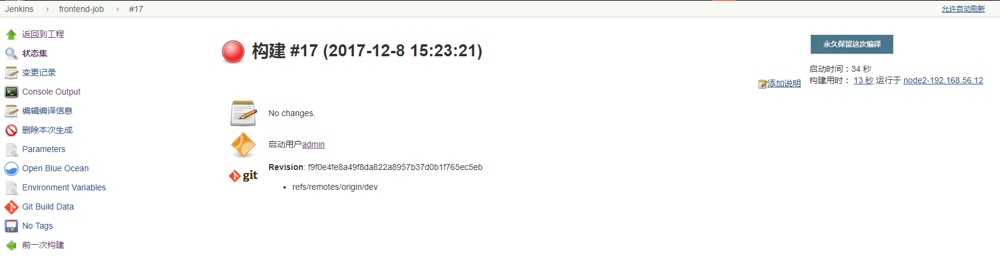 Jenkins frontend-job #17 允许自动刷新
返回到工程
状态集
变更记录
Console Output
编辑编译信息
删除本次生成
Parameters
Open Blue Ocean
Environment Variables
Git Build Data
No Tags
前一次构建
构建 #17 (2017-12-8 15:23:21)
永久保留这次编译
启动时间：34 秒
构建用时： 13 秒 运行于 node2-192.168.56.12
添加说明
No changes.
启动用户admin
git
Revision: f9f0e4fe8a49f8da822a8957b37d0b1f765ec5eb
• refs/remotes/origin/dev